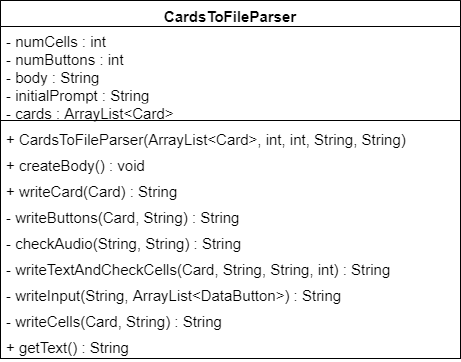 CardsToFileParser
- numCells : int
- numButtons : int
- body : String
- initialPrompt : String
- cards : ArrayList<Card>
+ CardsToFileParser(ArrayList<Card>, int, int, String, String)
+ createBody() : void
+ writeCard(Card) : String
- writeButtons(Card, String) : String
- checkAudio(String, String) : String
- writeTextAndCheckCells(Card, String, String, int) : String
- writeInput(String, ArrayList<DataButton>) : String
- writeCells(Card, String) : String
+ getText() : String